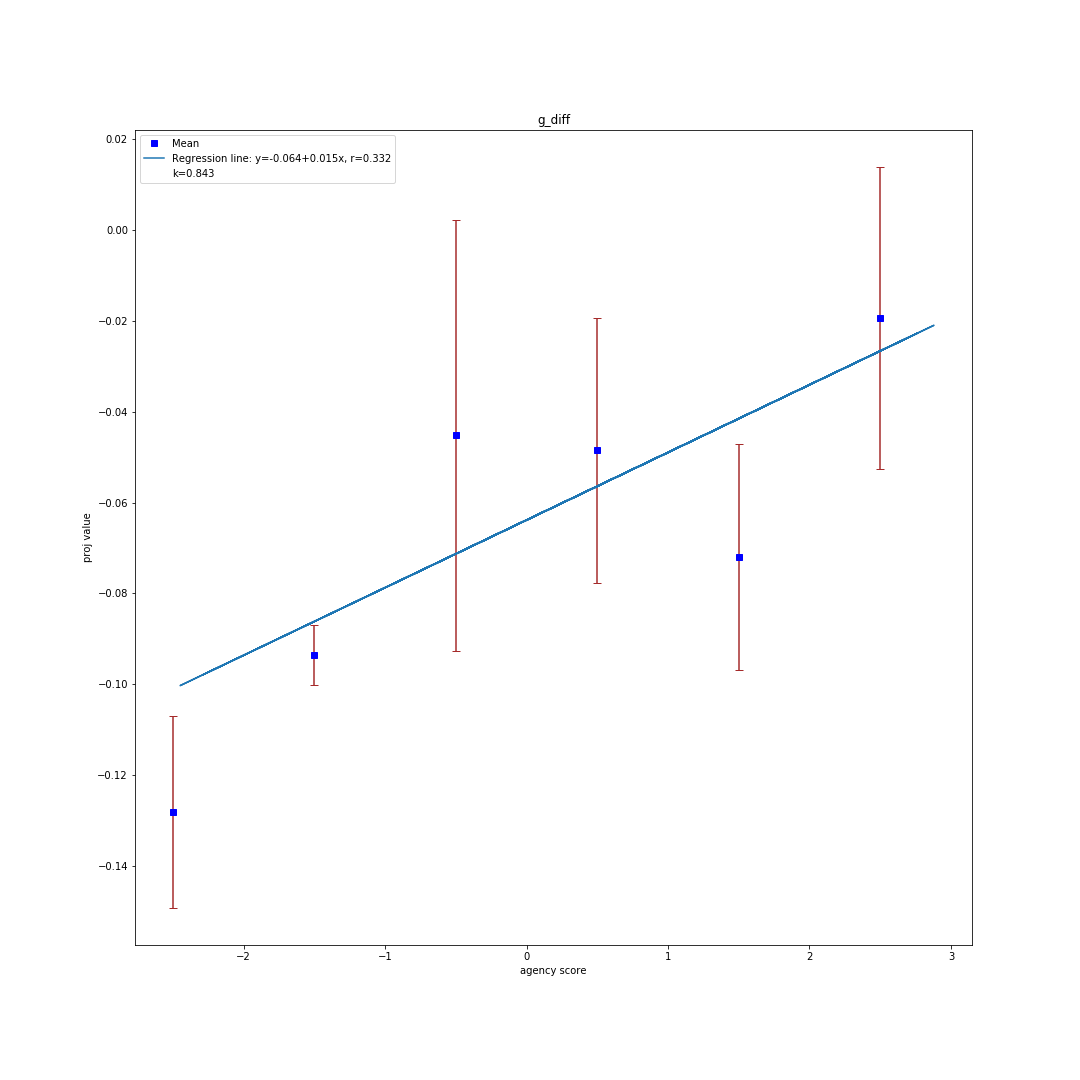 g_diff
Mean
Regression line: y=-0.064+0.015x, r=0.332
k=0.843
0.02
0.00
−0.02
−0.04
−0.06
−0.08
−0.10
−0.12
−0.14
proj value
−2
−1
0
1
2
3
agency score